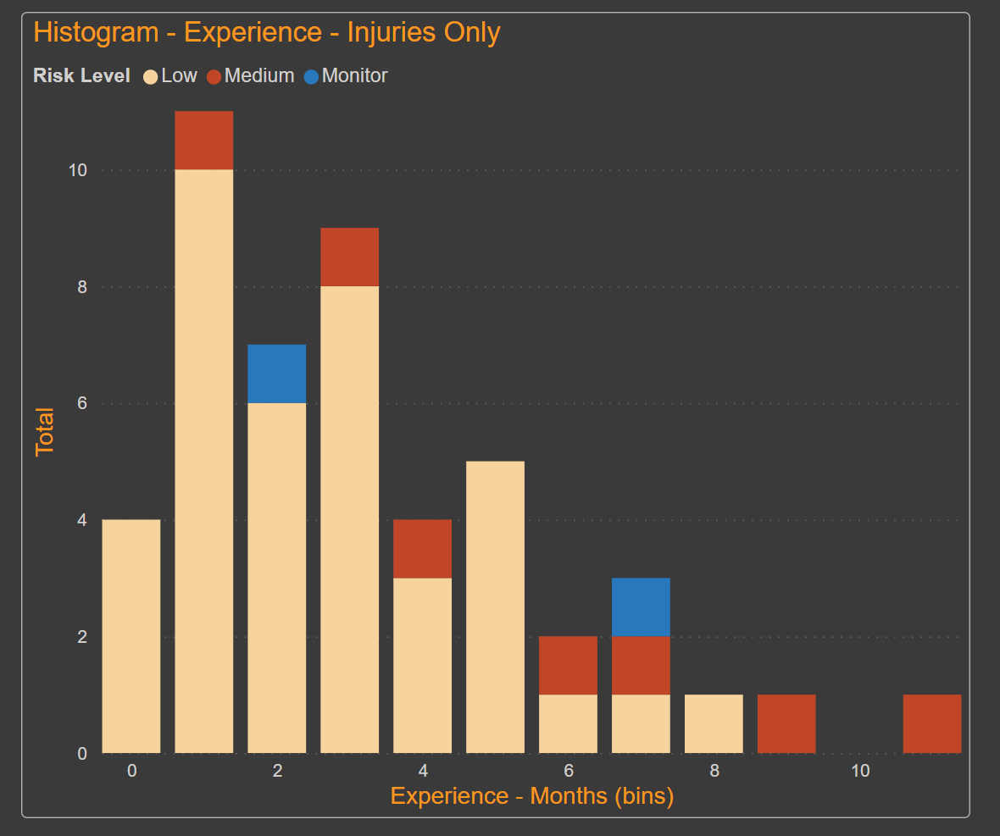 Histogram - Experience - Injuries Only
Risk Level Low Medium Monitor
10
8
6
4
2
0
Total
0 2 4 6 8 10
Experience - Months (bins)